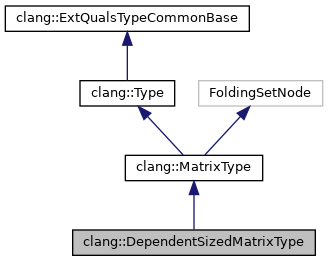 clang::ExtQualsTypeCommonBase
clang::Type
FoldingSetNode
clang::MatrixType
clang::DependentSizedMatrixType